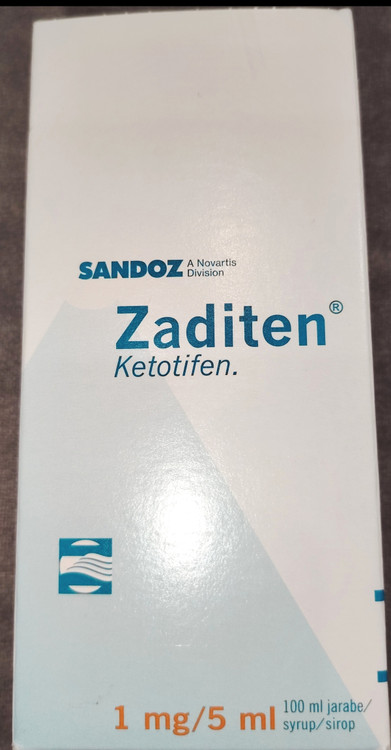 SANDOZ A Novartis
Division
Zaditen®
Ketotifen.
1 mg/5 ml 100 ml jarabe/
syrup/sirop